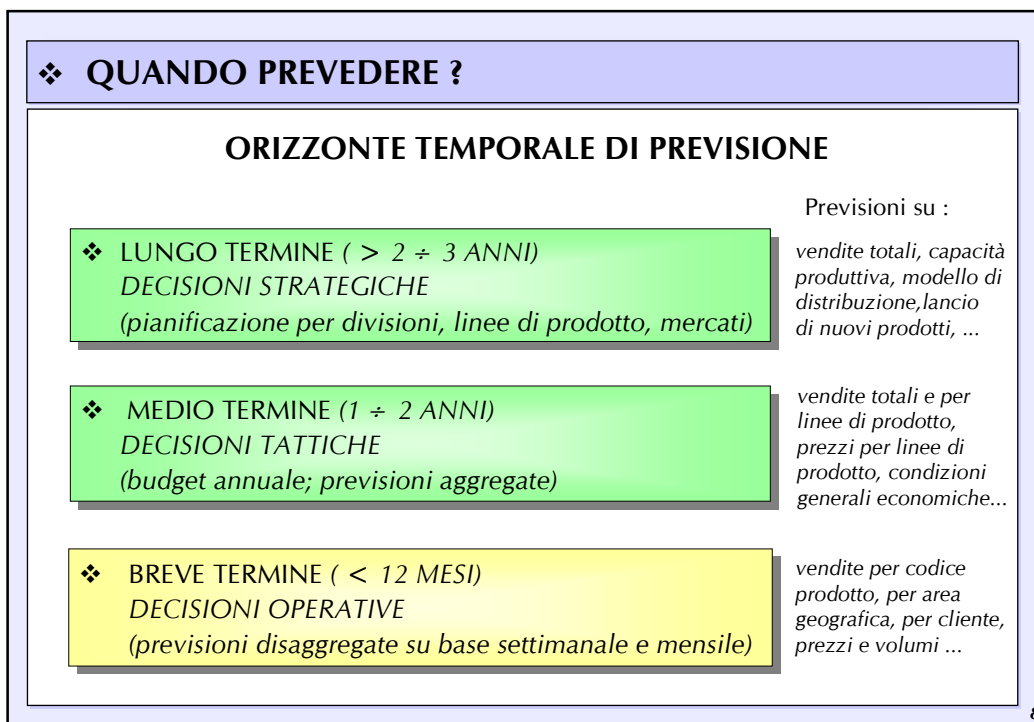 ❖ QUANDO PREVEDERE ?
ORIZZONTE TEMPORALE DI PREVISIONE
Previsioni su :
❖ LUNGO TERMINE ( > 2 ÷ 3 ANNI)
DECISIONI STRATEGICHE
(pianificazione per divisioni, linee di prodotto, mercati)
vendite totali, capacità
produttiva, modello di
distribuzione,lancio
di nuovi prodotti, ...
❖ MEDIO TERMINE (1 ÷ 2 ANNI)
DECISIONI TATTICHE
(budget annuale; previsioni aggregate)
vendite totali e per
linee di prodotto,
prezzi per linee di
prodotto, condizioni
generali economiche...
❖ BREVE TERMINE ( < 12 MESI)
DECISIONI OPERATIVE
(previsioni disaggregate su base settimanale e mensile)
vendite per codice
prodotto, per area
geografica, per cliente,
prezzi e volumi ...